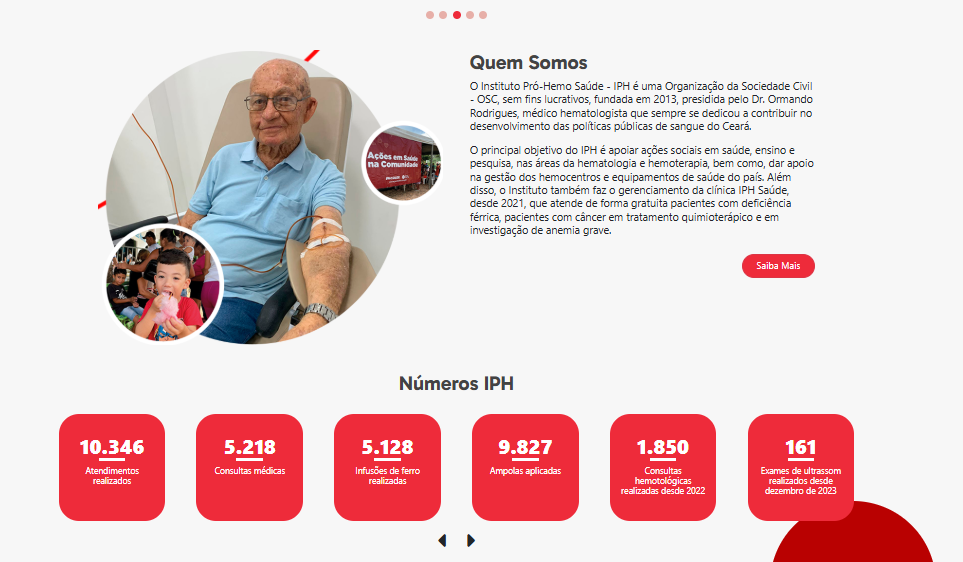 Quem Somos
O Instituto Pró-Hemo Saúde - IPH é uma Organização da Sociedade Civil
- OSC, sem fins lucrativos, fundada em 2013, presidida pelo Dr. Ormando
Rodrigues, médico hematologista que sempre se dedicou a contribuir no
desenvolvimento das políticas públicas de sangue do Ceará.
O principal objetivo do IPH é apoiar ações sociais em saúde, ensino e
pesquisa, nas áreas da hematologia e hemoterapia, bem como, dar apoio
na gestão dos hemocentros e equipamentos de saúde do país. Além
disso, o Instituto também faz o gerenciamento da clínica IPH Saúde,
desde 2021, que atende de forma gratuita pacientes com deficiência
férrica, pacientes com câncer em tratamento quimioterápico e em
investigação de anemia grave.
Saiba Mais
Ações em Saúde
na Comunidade
Números IPH
10.346
Atendimentos
realizados
5.218
Consultas médicas
5.128
Infusões de ferro
realizadas
9.827
Ampolas aplicadas
1.850
Consultas
hemotológicas
realizadas desde 2022
161
Exames de ultrassom
realizados desde
dezembro de 2023